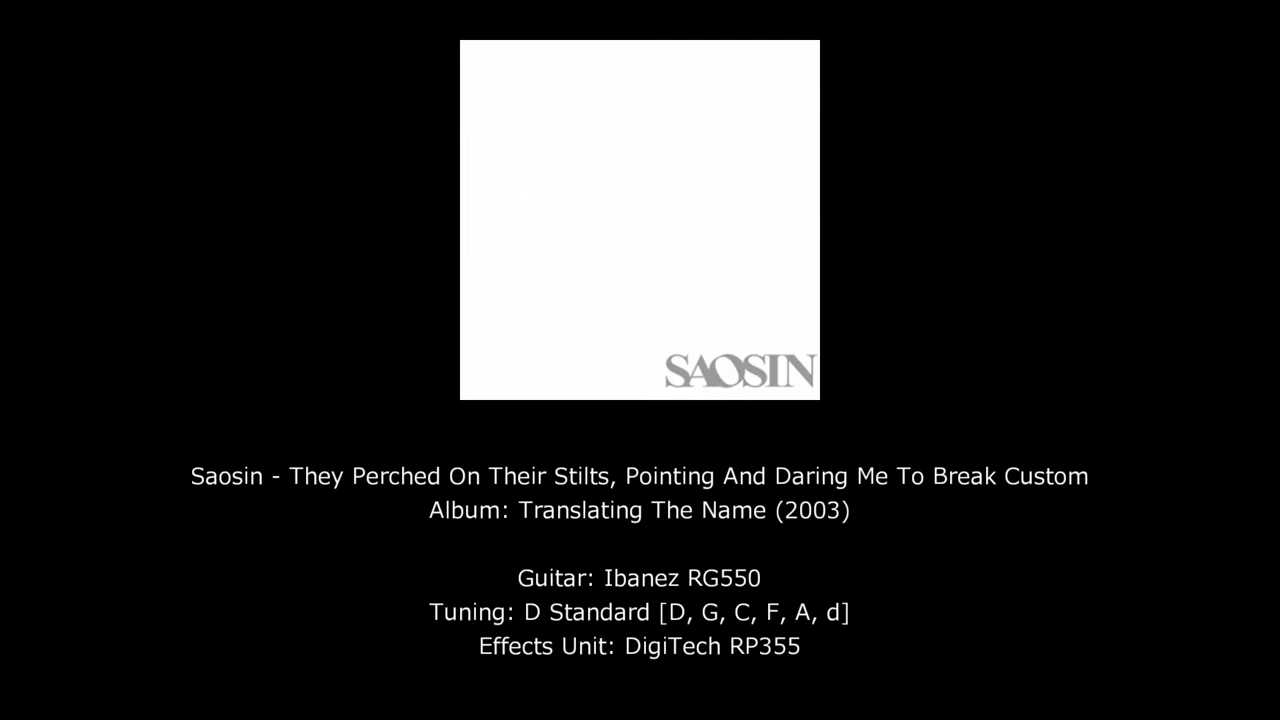 SAOSIN
Saosin - They Perched On Their Stilts, Pointing And Daring Me To Break Custom
Album: Translating The Name (2003)
Guitar: Ibanez RG550
Tuning: D Standard [D, G, C, F, A, d]
Effects Unit: DigiTech RP355